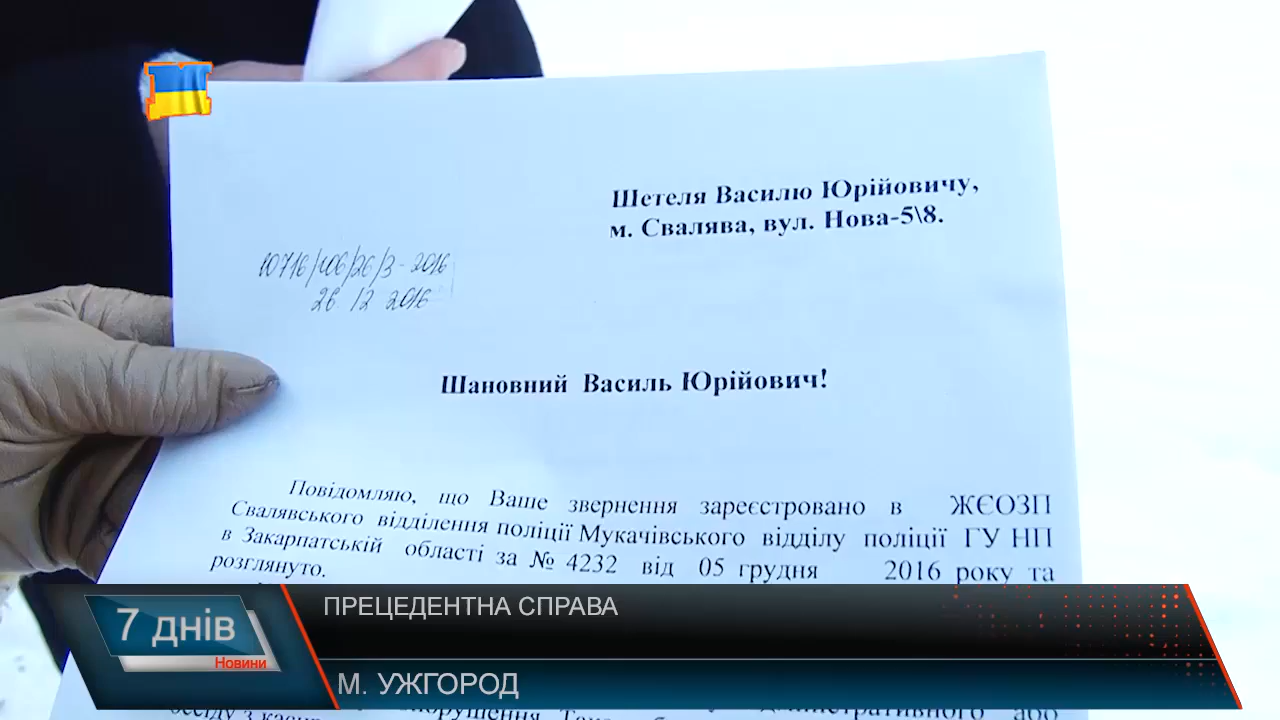 Шетеля Василю Юрійовичу,
м. Свалява, вул. Нова-5\8.
10716/106/26/3-2016
26 12 2016
Шановний Василь Юрійович!
Повідомляю, що Ваше звернення зареєстровано в ЖЄОЗП
Свалявського відділення поліції Мукачівського відділу поліції ГУ НП
в Закарпатській області за № 4232 від 05 грудня 2016 року та
розглянуто.
7 днів
Новини
ПРЕЦЕДЕНТНА СПРАВА
М. УЖГОРОД